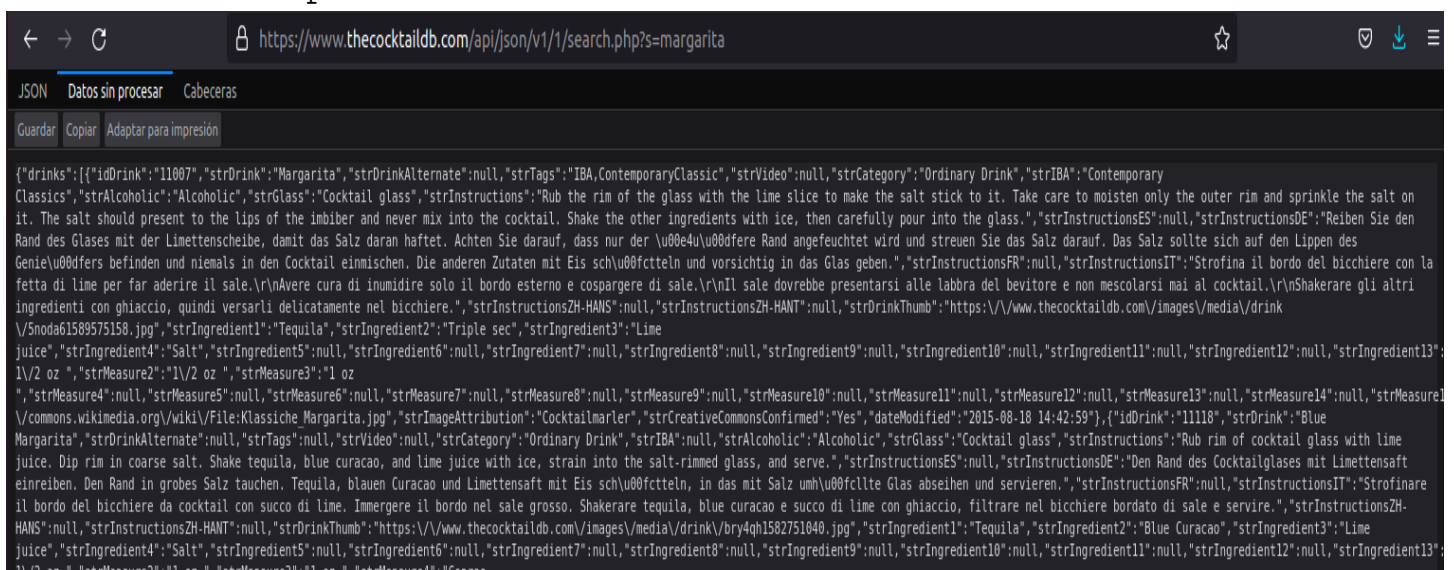 https://www.thecocktaildb.com/api/json/v1/1/search.php?s=margarita
JSON Datos sin procesar Cabeceras
Guardar Copiar Adaptar para impresión
{"drinks":[{"idDrink":"11007","strDrink":"Margarita","strDrinkAlternate":null,"strTags":"IBA,ContemporaryClassic","strVideo":null,"strCategory":"Ordinary Drink","strIBA":"Contemporary
Classics","strAlcoholic":"Alcoholic","strGlass":"Cocktail glass","strInstructions":"Rub the rim of the glass with the lime slice to make the salt stick to it. Take care to moisten only the outer rim and sprinkle the salt on
it. The salt should present to the lips of the imbiber and never mix into the cocktail. Shake the other ingredients with ice, then carefully pour into the glass.","strInstructionsES":null,"strInstructionsDE":"Reiben Sie den
Rand des Glases mit der Limettenscheibe, damit das Salz daran haftet. Achten Sie darauf, dass nur der \u00e4u\u00dfere Rand angefeuchtet wird und streuen Sie das Salz darauf. Das Salz sollte sich auf den Lippen des
Genie\u00dfers befinden und niemals in den Cocktail einmischen. Die anderen Zutaten mit Eis sch\u00fctteln und vorsichtig in das Glas geben.","strInstructionsFR":null,"strInstructionsIT":"Strofina il bordo del bicchiere con la
fetta di lime per far aderire il sale.\r\nAvere cura di inumidire solo il bordo esterno e cospargere di sale.\r\nIl sale dovrebbe presentarsi alle labbra del bevitore e non mescolarsi mai al cocktail.\r\nShakerare gli altri
ingredienti con ghiaccio, quindi versarli delicatamente nel bicchiere.","strInstructionsZH-HANS":null,"strInstructionsZH-HANT":null,"strDrinkThumb":"https:\/\/www.thecocktaildb.com\/images\/media\/drink
\/5noda61589575158.jpg","strIngredient1":"Tequila","strIngredient2":"Triple sec","strIngredient3":"Lime
juice","strIngredient4":"Salt","strIngredient5":null,"strIngredient6":null,"strIngredient7":null,"strIngredient8":null,"strIngredient9":null,"strIngredient10":null,"strIngredient11":null,"strIngredient12":null,"strIngredient13":
1\/2 oz ","strMeasure2":"1\/2 oz ","strMeasure3":"1 oz
","strMeasure4":null,"strMeasure5":null,"strMeasure6":null,"strMeasure7":null,"strMeasure8":null,"strMeasure9":null,"strMeasure10":null,"strMeasure11":null,"strMeasure12":null,"strMeasure13":null,"strMeasure14":null,"strMeasure1
\/commons.wikimedia.org\/wiki\/File:Klassiche_Margarita.jpg","strImageAttribution":"Cocktailmarler","strCreativeCommonsConfirmed":"Yes","dateModified":"2015-08-18 14:42:59"},{"idDrink":"11118","strDrink":"Blue
Margarita","strDrinkAlternate":null,"strTags":null,"strVideo":null,"strCategory":"Ordinary Drink","strIBA":null,"strAlcoholic":"Alcoholic","strGlass":"Cocktail glass","strInstructions":"Rub rim of cocktail glass with lime
juice. Dip rim in coarse salt. Shake tequila, blue curacao, and lime juice with ice, strain into the salt-rimmed glass, and serve.","strInstructionsES":null,"strInstructionsDE":"Den Rand des Cocktailglases mit Limettensaft
einreiben. Den Rand in grobes Salz tauchen. Tequila, blauen Curacao und Limettensaft mit Eis sch\u00fctteln, in das mit Salz umh\u00fcllte Glas abseihen und servieren.","strInstructionsFR":null,"strInstructionsIT":"Strofinare
il bordo del bicchiere da cocktail con succo di lime. Immergere il bordo nel sale grosso. Shakerare tequila, blue curacao e succo di lime con ghiaccio, filtrare nel bicchiere bordato di sale e servire.","strInstructionsZH-
HANS":null,"strInstructionsZH-HANT":null,"strDrinkThumb":"https:\/\/www.thecocktaildb.com\/images\/media\/drink\/bry4qh1582751040.jpg","strIngredient1":"Tequila","strIngredient2":"Blue Curacao","strIngredient3":"Lime
juice","strIngredient4":"Salt","strIngredient5":null,"strIngredient6":null,"strIngredient7":null,"strIngredient8":null,"strIngredient9":null,"strIngredient10":null,"strIngredient11":null,"strIngredient12":null,"strIngredient13":